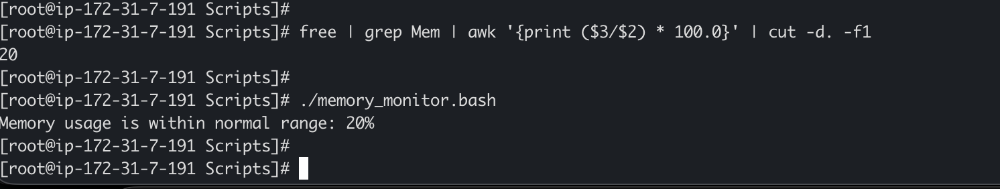 [root@ip-172-31-7-191 Scripts]#
[root@ip-172-31-7-191 Scripts]# free | grep Mem | awk '{print ($3/$2) * 100.0}' | cut -d. -f1
20
[root@ip-172-31-7-191 Scripts]#
[root@ip-172-31-7-191 Scripts]# ./memory_monitor.bash
Memory usage is within normal range: 20%
[root@ip-172-31-7-191 Scripts]#
[root@ip-172-31-7-191 Scripts]#